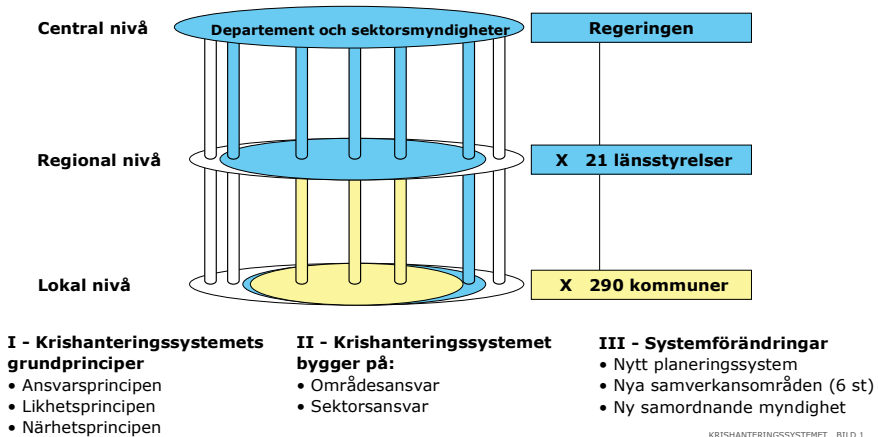 Central nivå
Departement och sektorsmyndigheter
Regeringen
Regional nivå
X 21 länsstyrelser
Lokal nivå
X 290 kommuner
I - Krishanteringssystemets
grundprinciper
• Ansvarsprincipen
• Likhetsprincipen
• Närhetsprincipen
II - Krishanteringssystemet
bygger på:
• Områdesansvar
• Sektorsansvar
III - Systemförändringar
• Nytt planeringssystem
• Nya samverkansområden (6 st)
• Ny samordnande myndighet
KRISHANTERINGSSYSTEMET BILD 1